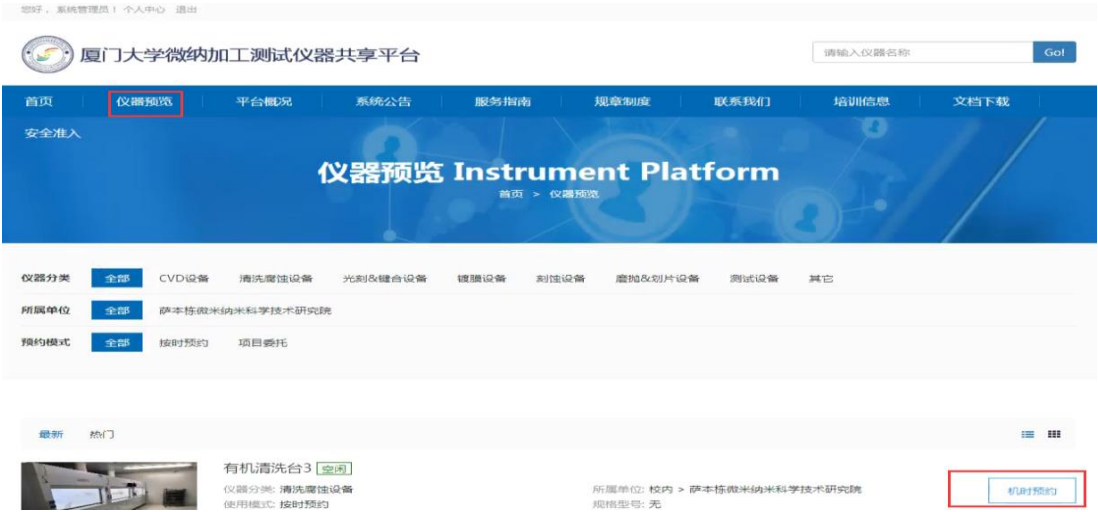 您好，系统管理员！ 个人中心 退出
厦门大学微纳加工测试仪器共享平台 请输入仪器名称 Go!
首页 仪器预览 平台概况 系统公告 服务指南 规章制度 联系我们 培训信息 文档下载
安全准入
仪器预览 Instrument Platform
首页 > 仪器预览
仪器分类 全部 CVD设备 清洗腐蚀设备 光刻&键合设备 镀膜设备 刻蚀设备 磨抛&划片设备 测试设备 其它
所属单位 全部 萨本栋微米纳米科学技术研究院
预约模式 全部 按时预约 项目委托
最新 热门
有机清洗台3 空闲
仪器分类: 清洗腐蚀设备 所属单位: 校内 > 萨本栋微米纳米科学技术研究院 机时预约
使用模式: 按时预约 规格型号: 无